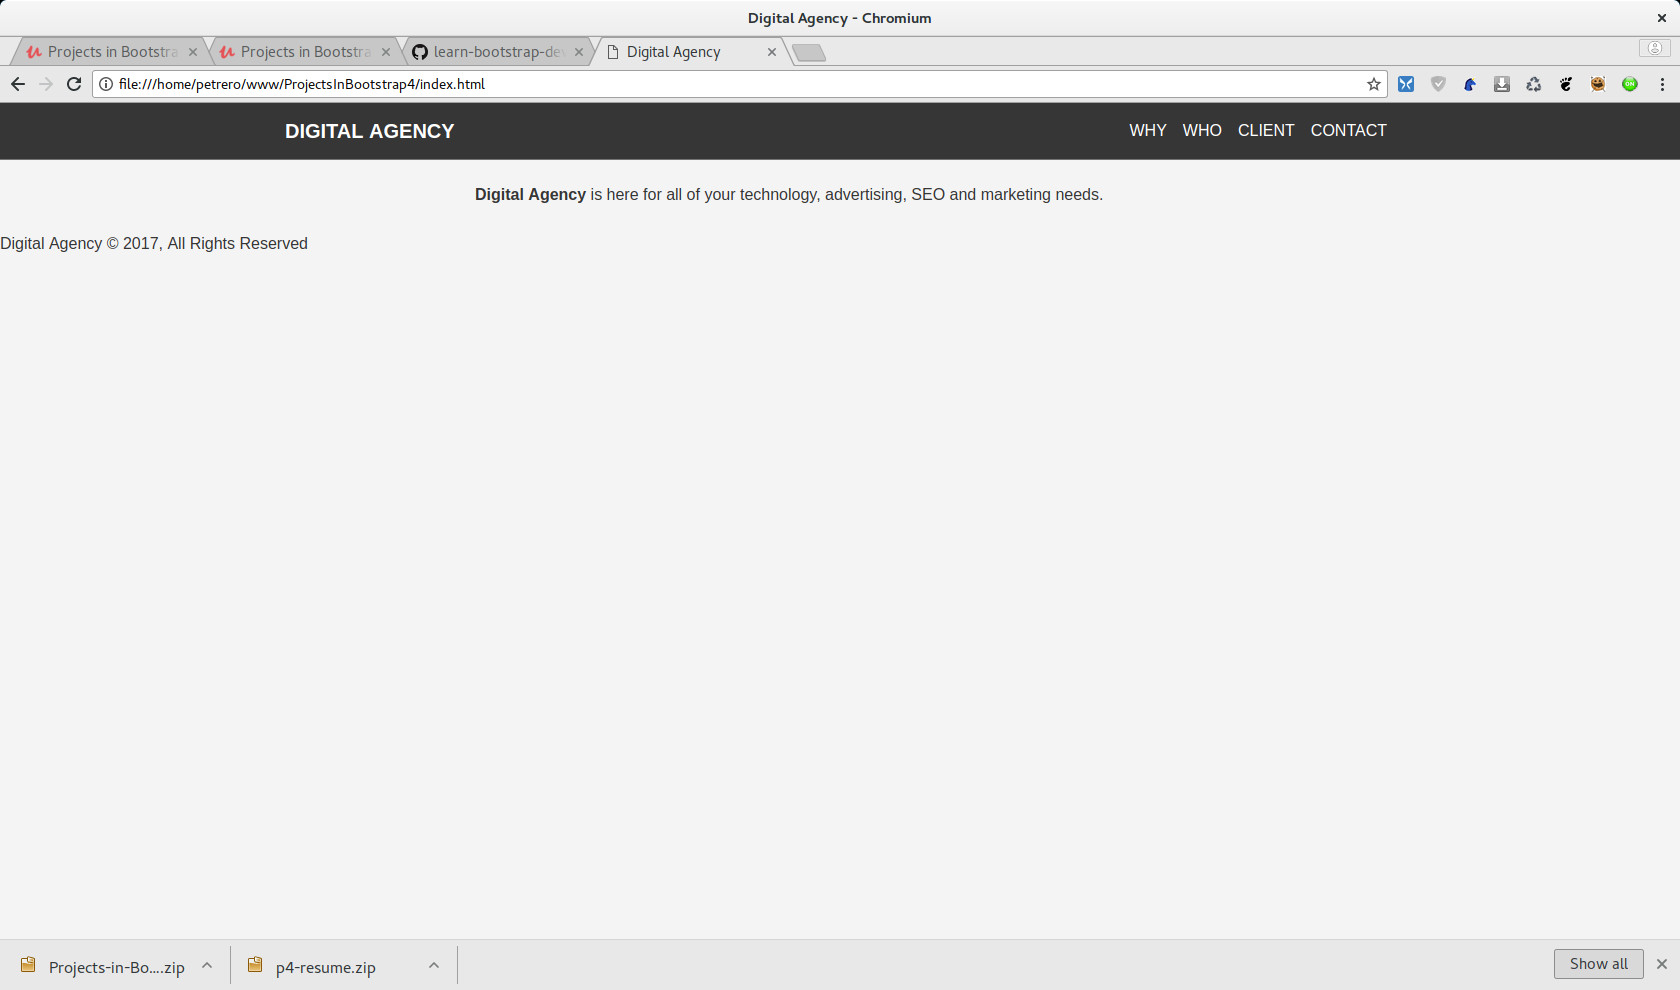 Digital Agency - Chromium
Projects in Bootstra
Projects in Bootstra
learn-bootstrap-dev
Digital Agency
file:///home/petrero/www/ProjectsInBootstrap4/index.html
DIGITAL AGENCY
WHY WHO CLIENT CONTACT
Digital Agency is here for all of your technology, advertising, SEO and marketing needs.
Digital Agency © 2017, All Rights Reserved
Projects-in-Bo....zip
p4-resume.zip
Show all